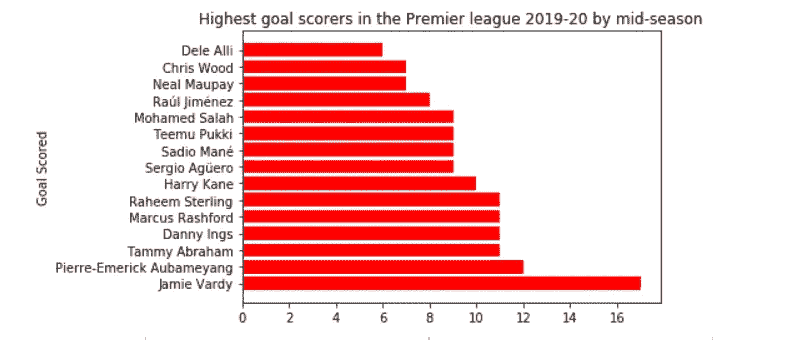 Highest goal scorers in the Premier league 2019-20 by mid-season
Goal Scored
Dele Alli
Chris Wood
Neal Maupay
Raúl Jiménez
Mohamed Salah
Teemu Pukki
Sadio Mané
Sergio Agüero
Harry Kane
Raheem Sterling
Marcus Rashford
Danny Ings
Tammy Abraham
Pierre-Emerick Aubameyang
Jamie Vardy
0 2 4 6 8 10 12 14 16